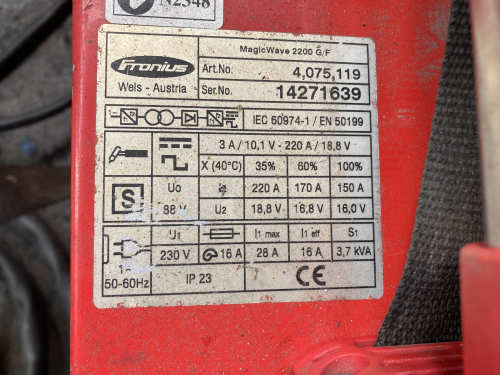 N2348
Fronius
Wels - Austria
MagicWave 2200 G/F
Art.No. 4,075,119
Ser.No. 14271639
IEC 60974-1 / EN 50199
3 A / 10,1 V - 220 A / 18,8 V
X (40°C) 35% 60% 100%
S Uo I2 220 A 170 A 150 A
88 V U2 18,8 V 16,8 V 16,0 V
U1 I1 max I1 eff S1
1~ 230 V 16 A 28 A 16 A 3,7 kVA
50-60Hz IP 23 CE